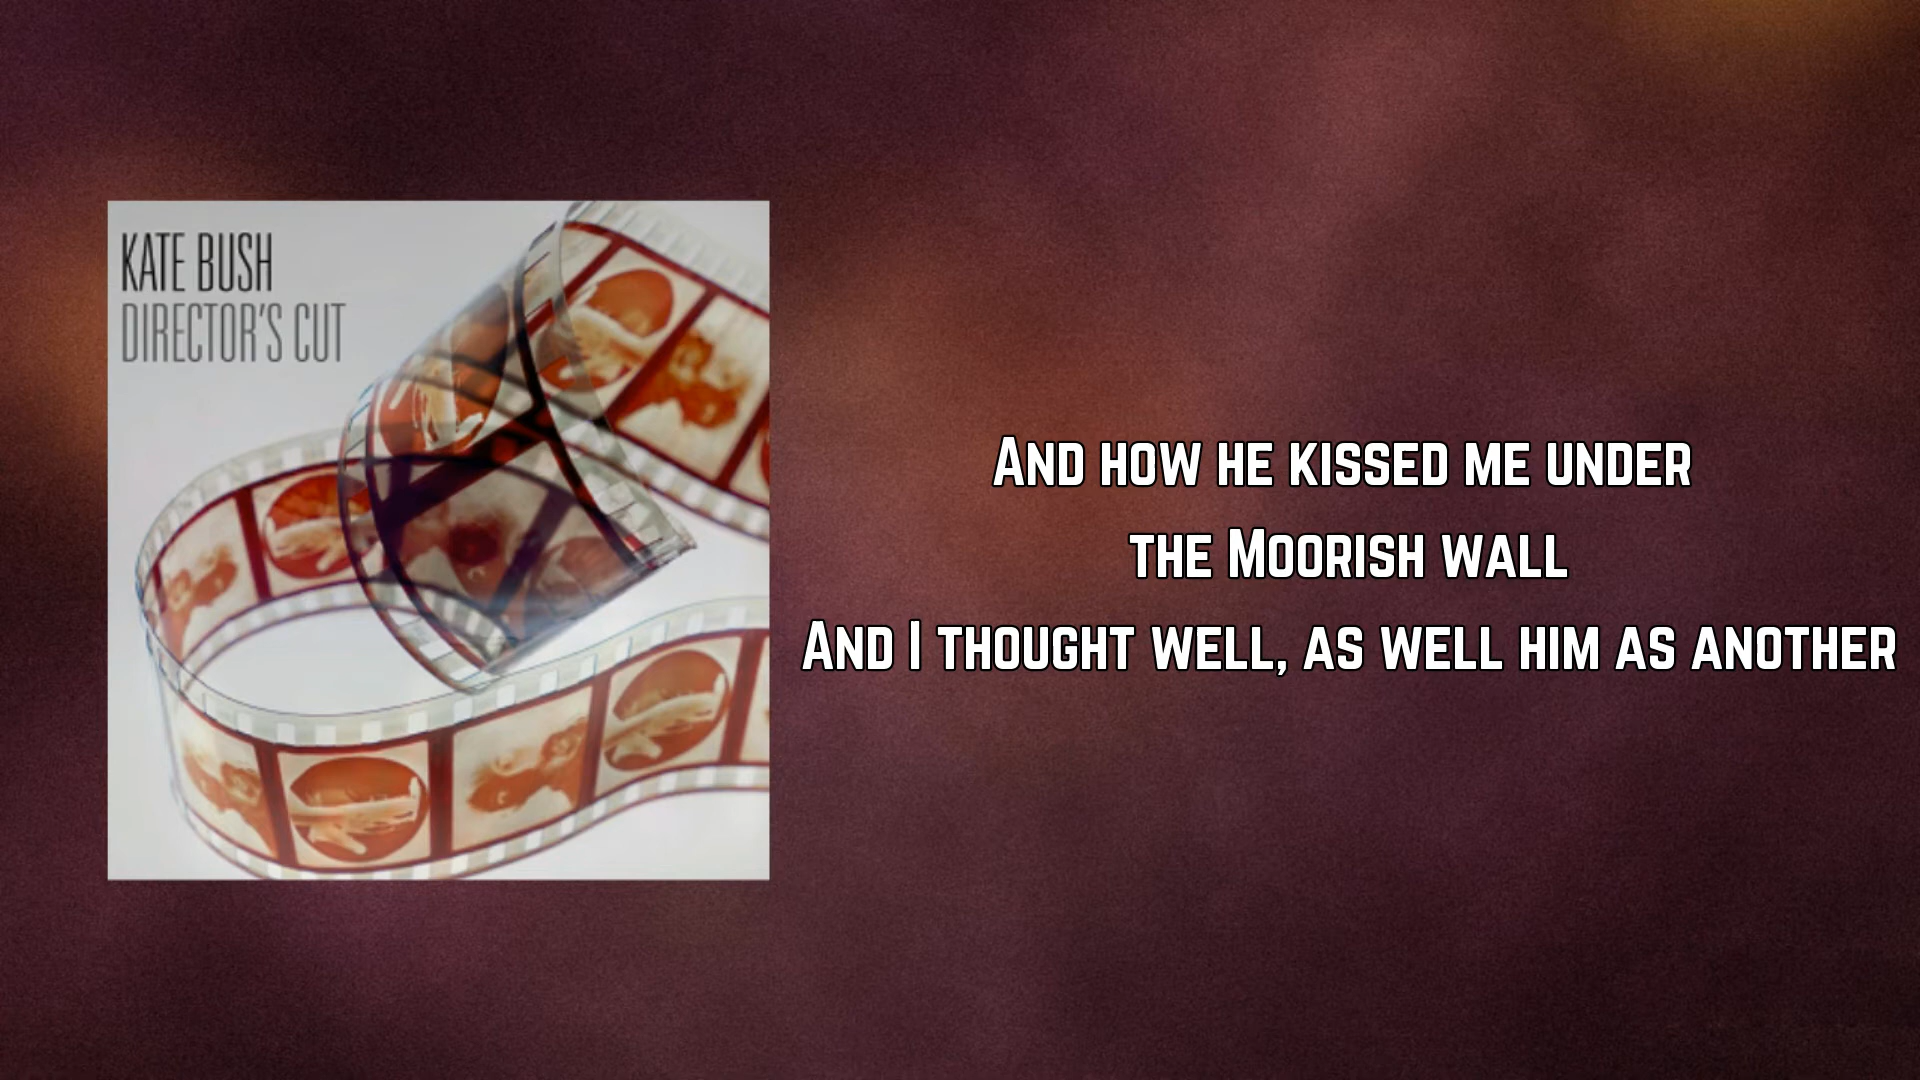 KATE BUSH
DIRECTOR'S CUT
And how he kissed me under
the Moorish wall
And I thought well, as well him as another